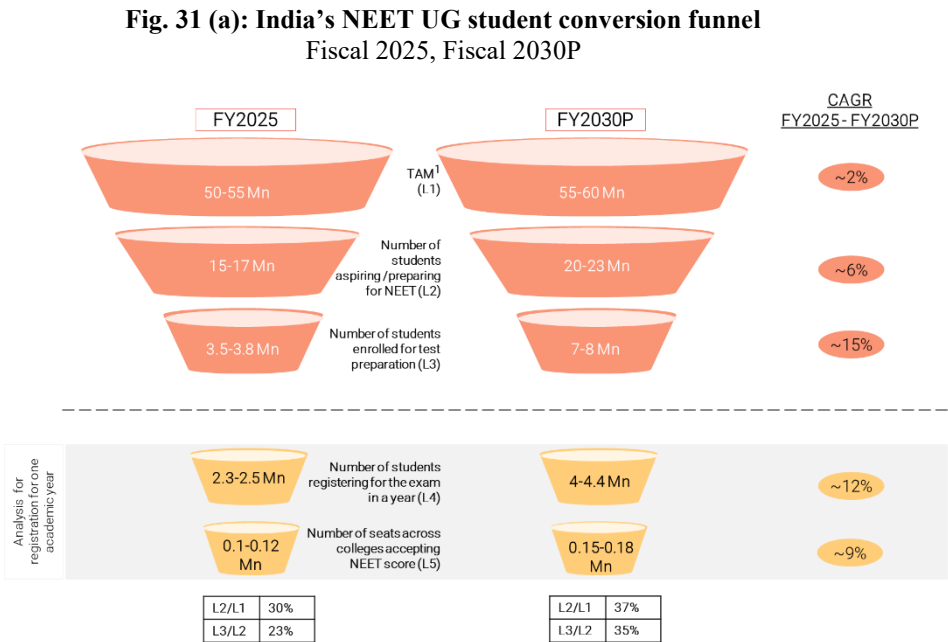 Fig. 31 (a): India’s NEET UG student conversion funnel
Fiscal 2025, Fiscal 2030P
CAGR
FY2025 - FY2030P
FY2025
FY2030P
50-55 Mn
TAM¹
(L1)
55-60 Mn
~2%
15-17 Mn
Number of
students
aspiring /preparing
for NEET (L2)
20-23 Mn
~6%
3.5-3.8 Mn
Number of students
enrolled for test
preparation (L3)
7-8 Mn
~15%
Analysis for
registration for one
academic year
2.3-2.5 Mn
Number of students
registering for the exam
in a year (L4)
4-4.4 Mn
~12%
0.1-0.12
Mn
Number of seats across
colleges accepting
NEET score (L5)
0.15-0.18
Mn
~9%
L2/L1 30%
L3/L2 23%
L2/L1 37%
L3/L2 35%